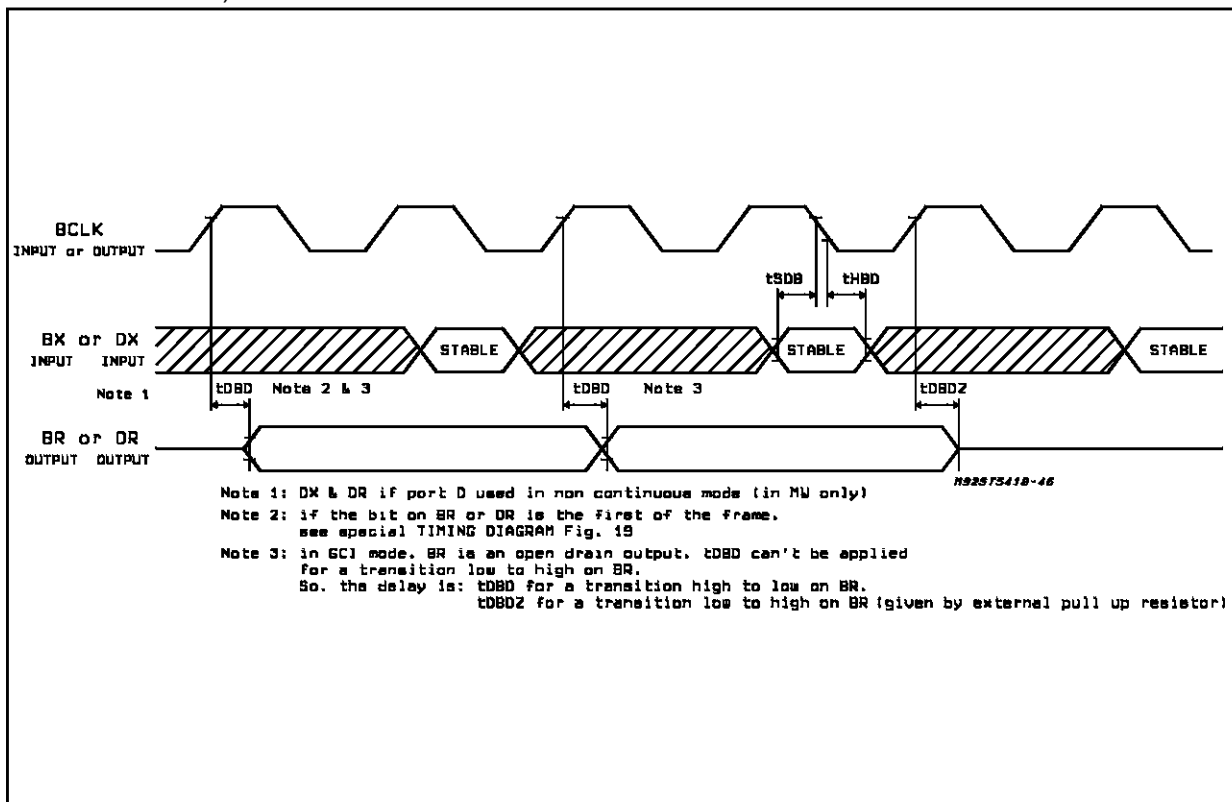 BCLK
INPUT or OUTPUT
tSDB tHBD
BX or DX
INPUT INPUT
STABLE STABLE STABLE
Note 1
tDBD Note 2 & 3 tDBD Note 3 tDBDZ
BR or DR
OUTPUT OUTPUT
M92ST5410-46
Note 1: DX & DR if port D used in non continuous mode (in MW only)
Note 2: if the bit on BR or DR is the first of the frame.
see special TIMING DIAGRAM Fig. 19
Note 3: in GCI mode. BR is an open drain output. tDBD can't be applied
for a transition low to high on BR.
So. the delay is: tDBD for a transition high to low on BR.
tDBDZ for a transition low to high on BR (given by external pull up resistor)